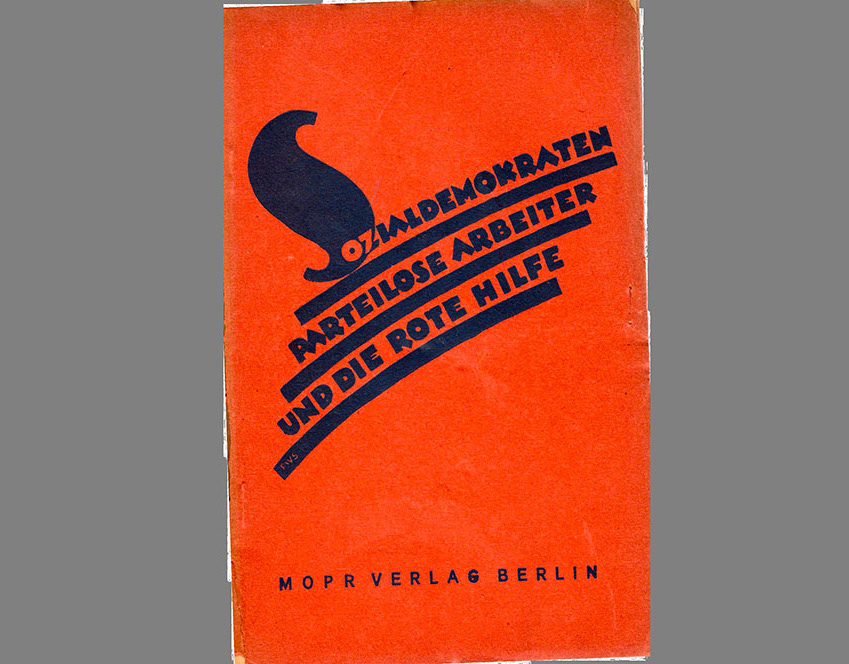 SOZIALDEMOKRATEN
PARTEILOSE ARBEITER
UND DIE ROTE HILFE
MOPR VERLAG BERLIN